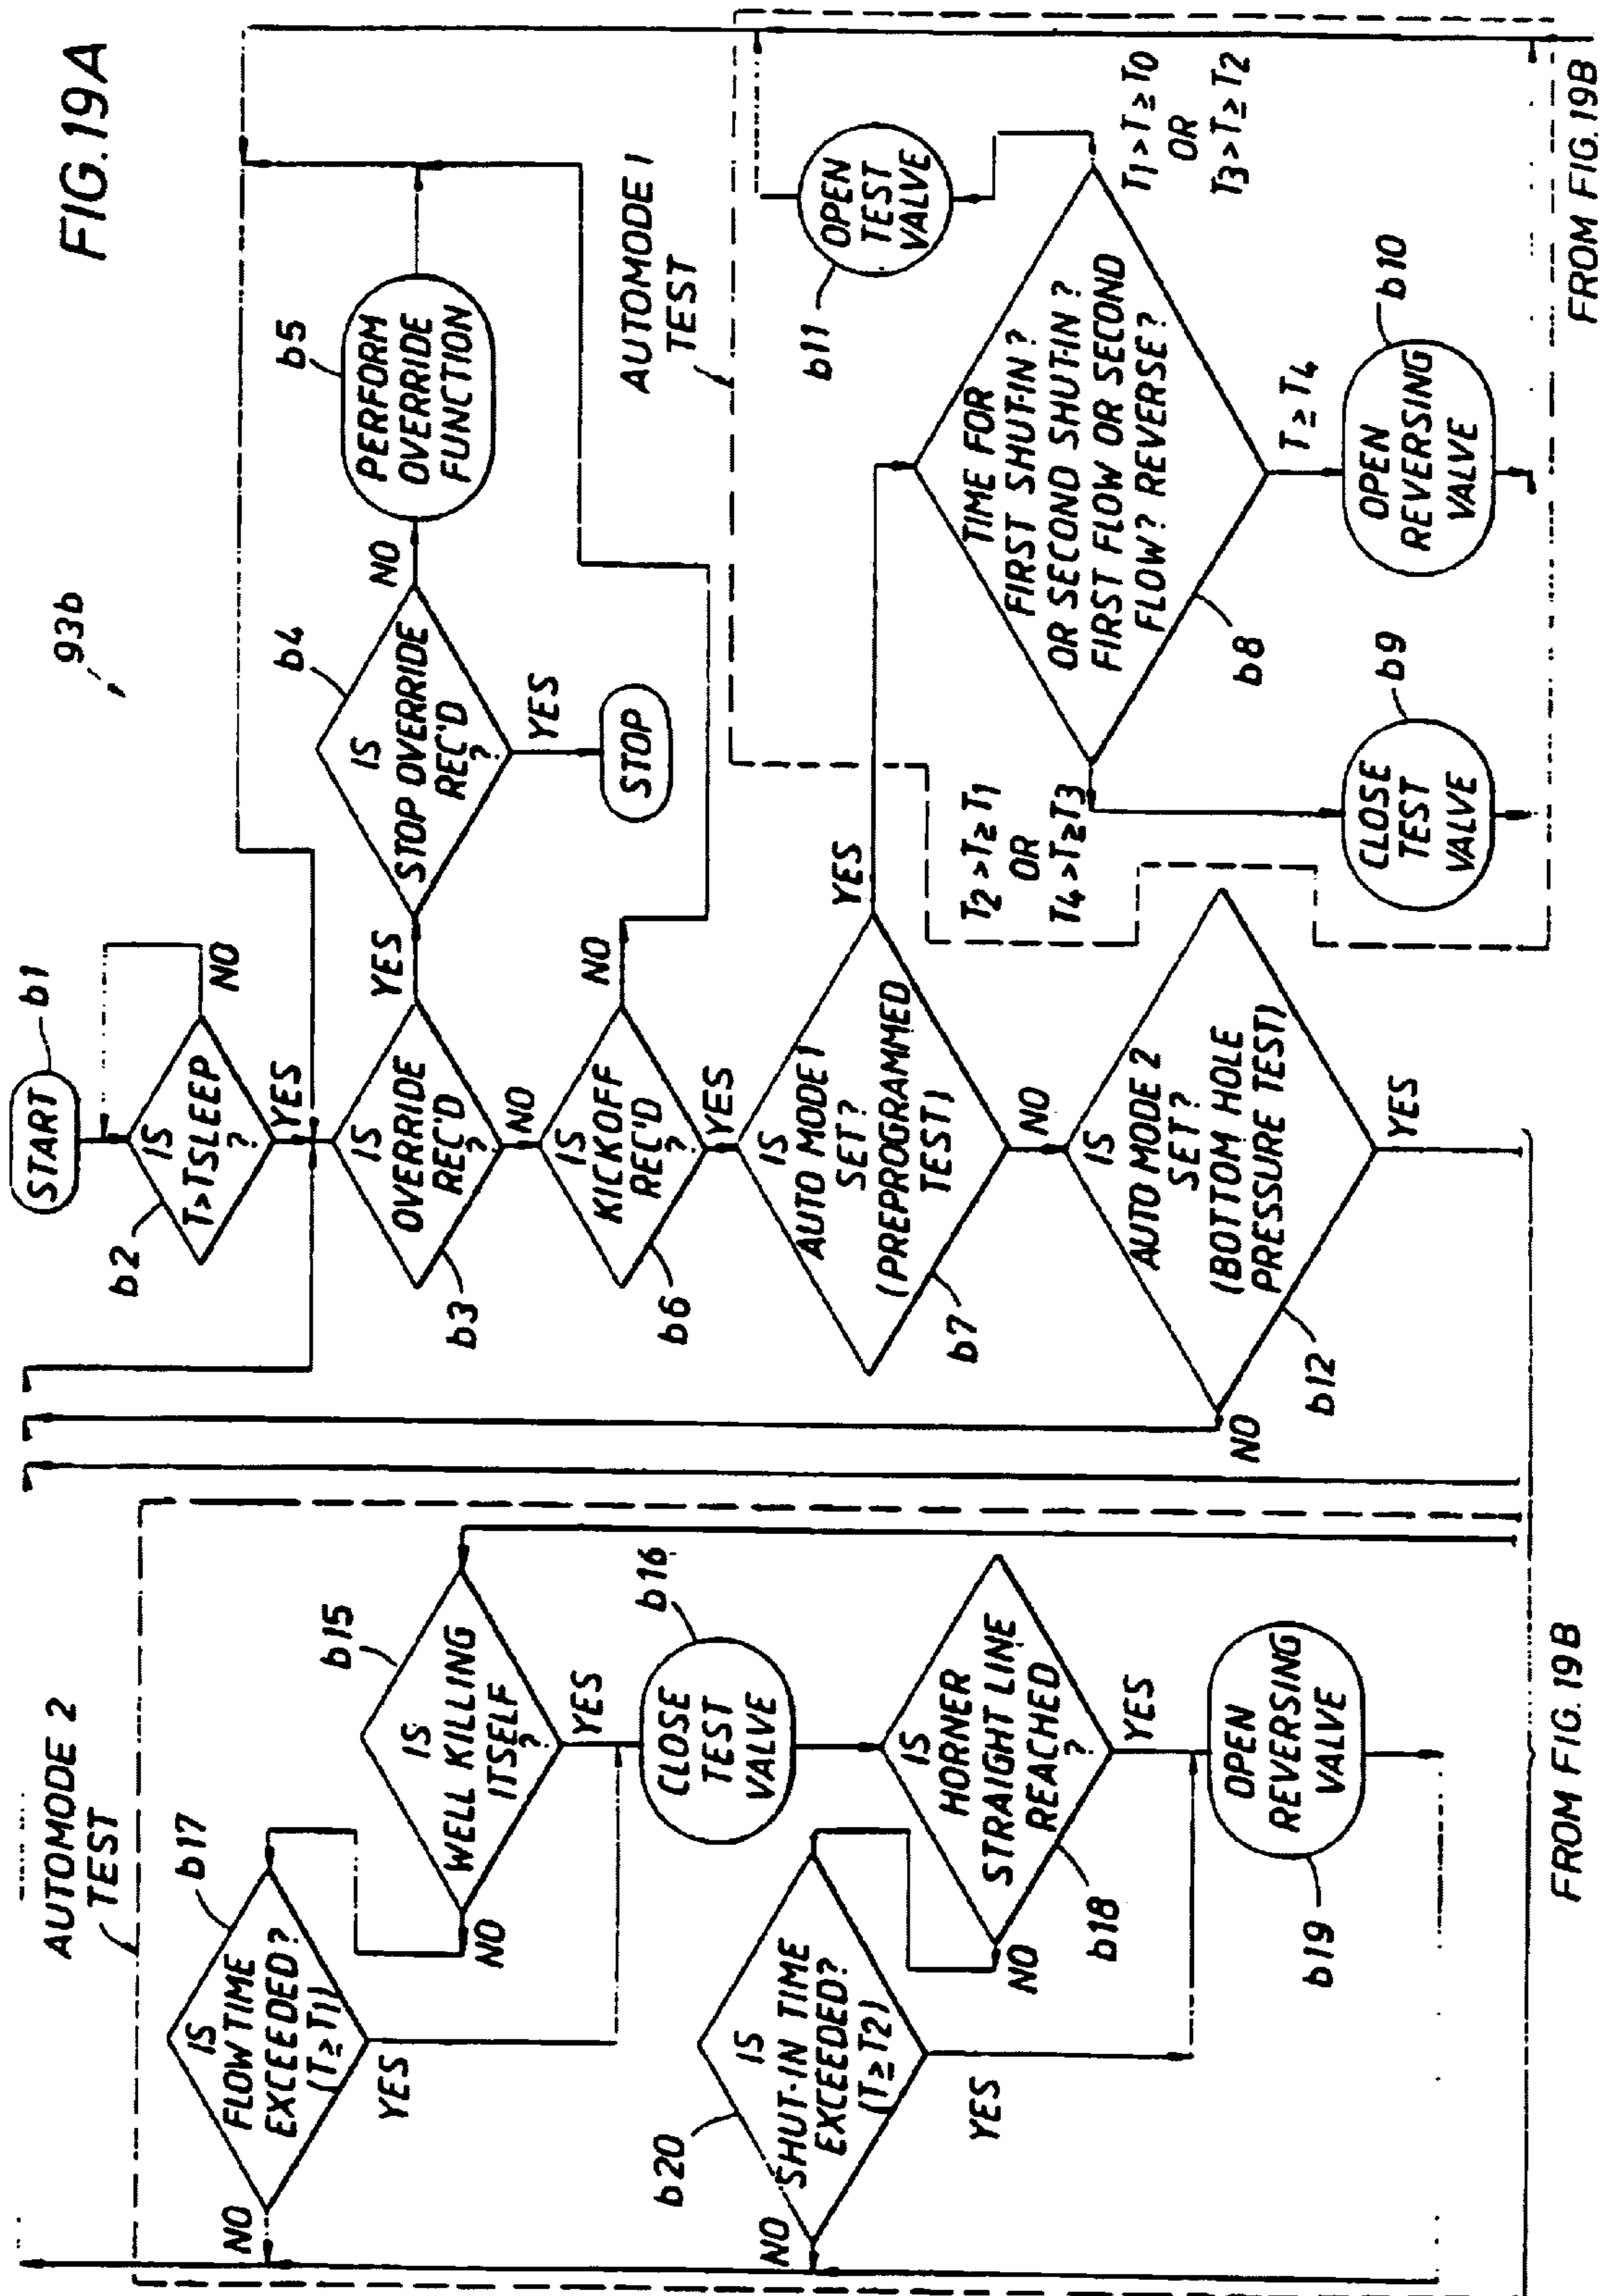 FIG.19A
93b
START
b1
IS
T>TSLEEP
?
b2
NO
YES
IS
OVERRIDE
REC'D
?
b3
YES
NO
IS
STOP OVERRIDE
REC'D
?
b4
NO
YES
STOP
PERFORM
OVERRIDE
FUNCTION
b5
IS
KICKOFF
REC'D
?
b6
NO
YES
IS
AUTO MODE 1
SET?
(PREPROGRAMMED
TEST)
b7
YES
NO
AUTOMODE 1
TEST
TIME FOR
FIRST SHUT-IN?
OR SECOND SHUT-IN?
FIRST FLOW OR SECOND
FLOW? REVERSE?
b8
T2>T≥T1
OR
T4>T≥T3
CLOSE
TEST
VALVE
b9
T≥T4
OPEN
REVERSING
VALVE
b10
T1>T≥T0
OR
T3>T≥T2
OPEN
TEST
VALVE
b11
IS
AUTO MODE 2
SET?
(BOTTOM HOLE
PRESSURE TEST)
b12
NO
YES
FROM FIG.19B
AUTOMODE 2
TEST
IS
WELL KILLING
ITSELF
?
b15
NO
YES
IS
FLOW TIME
EXCEEDED?
(T≥T1)
b17
NO
YES
CLOSE
TEST
VALVE
b16
IS
HORNER
STRAIGHT LINE
REACHED
?
b18
NO
YES
IS
SHUT-IN TIME
EXCEEDED?
(T≥T2)
b20
NO
YES
OPEN
REVERSING
VALVE
b19
FROM FIG.19B